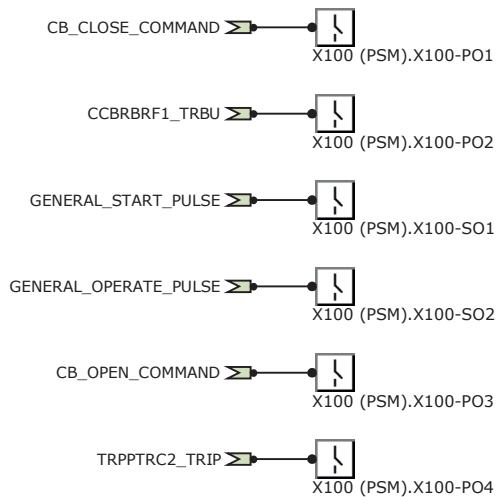 CB_CLOSE_COMMAND
X100 (PSM).X100-PO1
CCBRBRF1_TRBU
X100 (PSM).X100-PO2
GENERAL_START_PULSE
X100 (PSM).X100-SO1
GENERAL_OPERATE_PULSE
X100 (PSM).X100-SO2
CB_OPEN_COMMAND
X100 (PSM).X100-PO3
TRPPTRC2_TRIP
X100 (PSM).X100-PO4